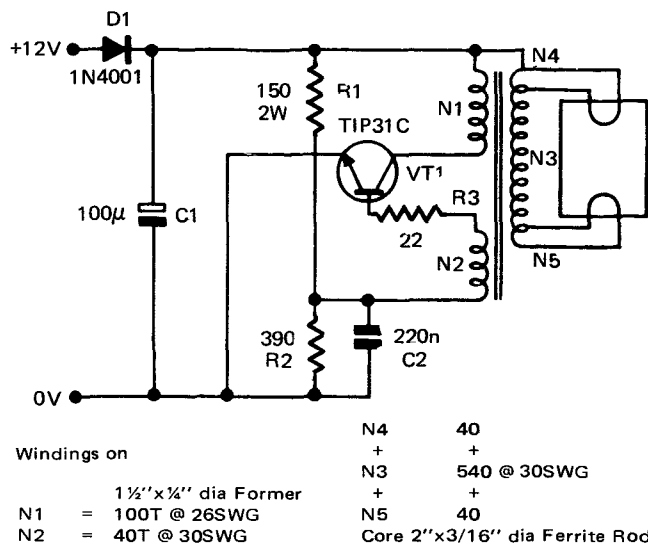 D1
+12V
1N4001
150
2W
R1
TIP31C
VT1
N1
N4
N3
N5
R3
22
N2
100μ
C1
390
R2
220n
C2
0V
Windings on
1½''x¼'' dia Former
N1 = 100T @ 26SWG
N2 = 40T @ 30SWG
N4 40
+ +
N3 540 @ 30SWG
+ +
N5 40
Core 2''x3/16'' dia Ferrite Rod